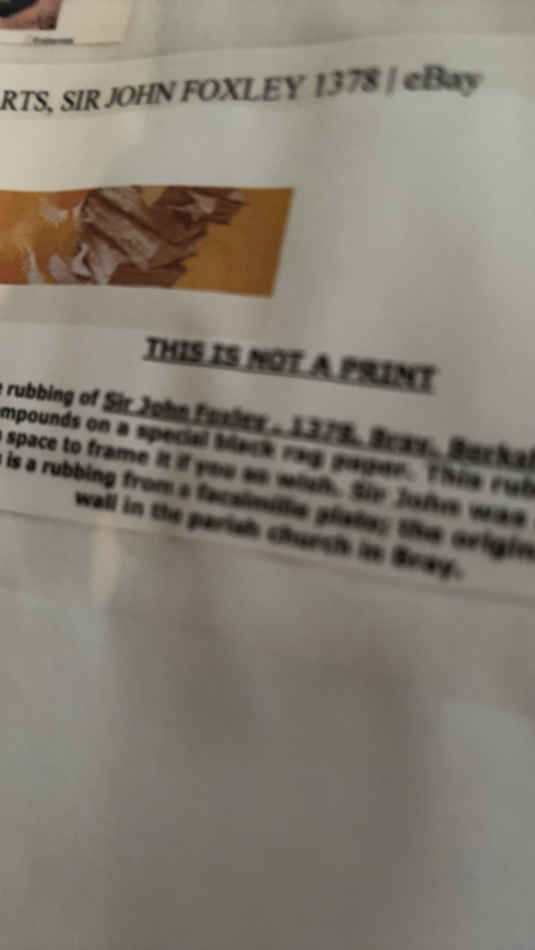 RTS, SIR JOHN FOXLEY 1378 | eBay
THIS IS NOT A PRINT
rubbing of Sir John Foxley , 1378, Bray, Berks
mpounds on a special black rag paper. This rub
space to frame it if you so wish. Sir John was
is a rubbing from a facsimilie plate; the origin
wall in the parish church in Bray.